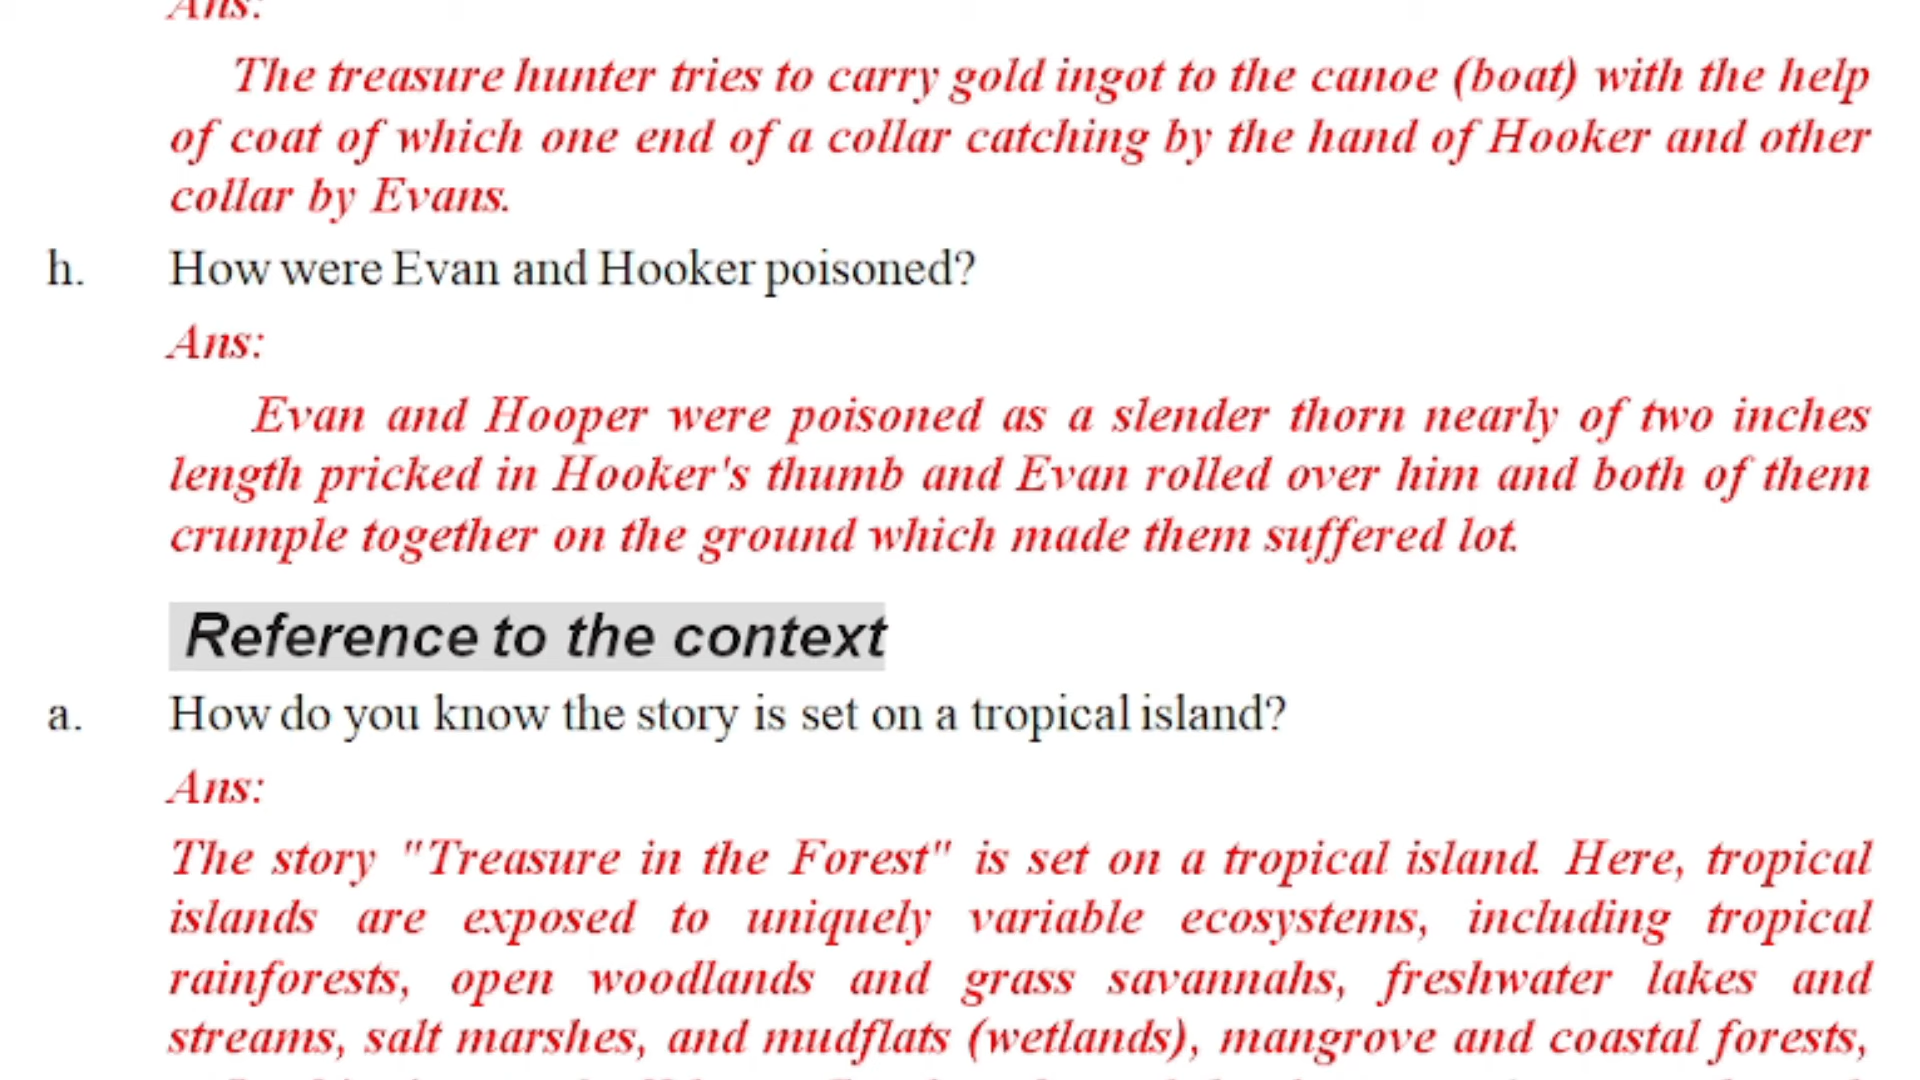 Ans:
The treasure hunter tries to carry gold ingot to the canoe (boat) with the help
of coat of which one end of a collar catching by the hand of Hooker and other
collar by Evans.
h. How were Evan and Hooker poisoned?
Ans:
Evan and Hooper were poisoned as a slender thorn nearly of two inches
length pricked in Hooker's thumb and Evan rolled over him and both of them
crumple together on the ground which made them suffered lot.
Reference to the context
a. How do you know the story is set on a tropical island?
Ans:
The story "Treasure in the Forest" is set on a tropical island. Here, tropical
islands are exposed to uniquely variable ecosystems, including tropical
rainforests, open woodlands and grass savannahs, freshwater lakes and
streams, salt marshes, and mudflats (wetlands), mangrove and coastal forests,